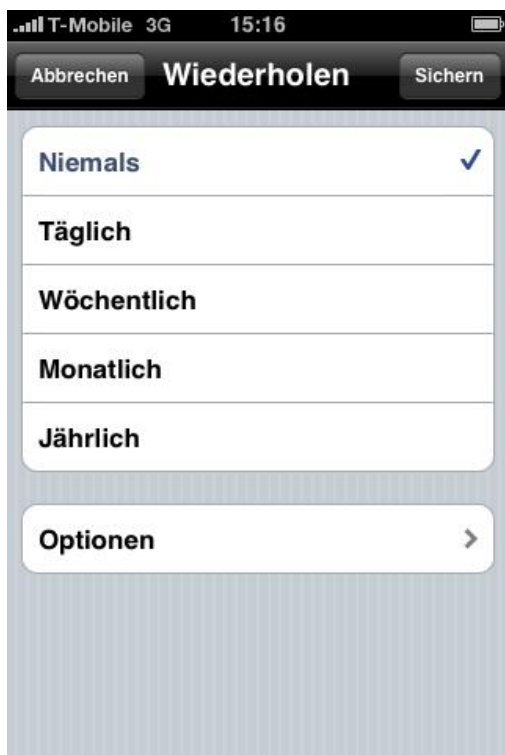 T-Mobile 3G 15:16
Abbrechen Wiederholen Sichern
Niemals
Täglich
Wöchentlich
Monatlich
Jährlich
Optionen